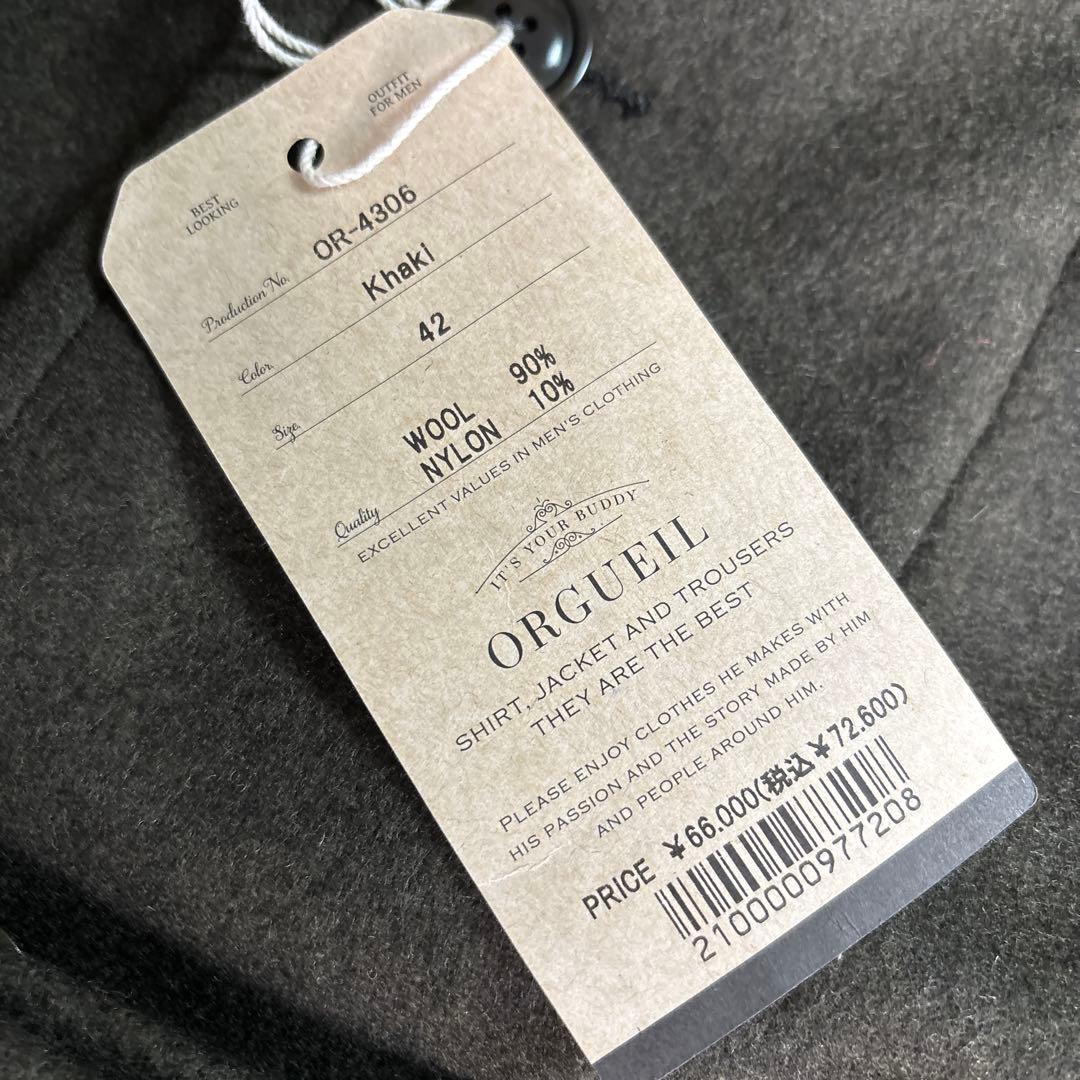 OUTFIT
FOR MEN
BEST
LOOKING
Production No. OR-4306
Color. Khaki
Size. 42
WOOL 90%
NYLON 10%
Quality
EXCELLENT VALUES IN MEN'S CLOTHING
IT'S YOUR BUDDY
ORGUEIL
SHIRT, JACKET AND TROUSERS
THEY ARE THE BEST
PLEASE ENJOY CLOTHES HE MAKES WITH
HIS PASSION AND THE STORY MADE BY HIM
AND PEOPLE AROUND HIM.
PRICE ¥66.000(税込¥72.600)
2100000977208